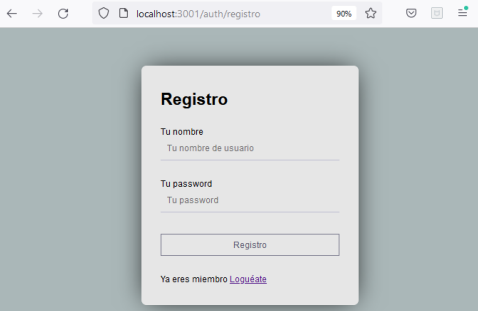 localhost:3001/auth/registro
90%
Registro
Tu nombre
Tu nombre de usuario
Tu password
Tu password
Registro
Ya eres miembro Loguéate